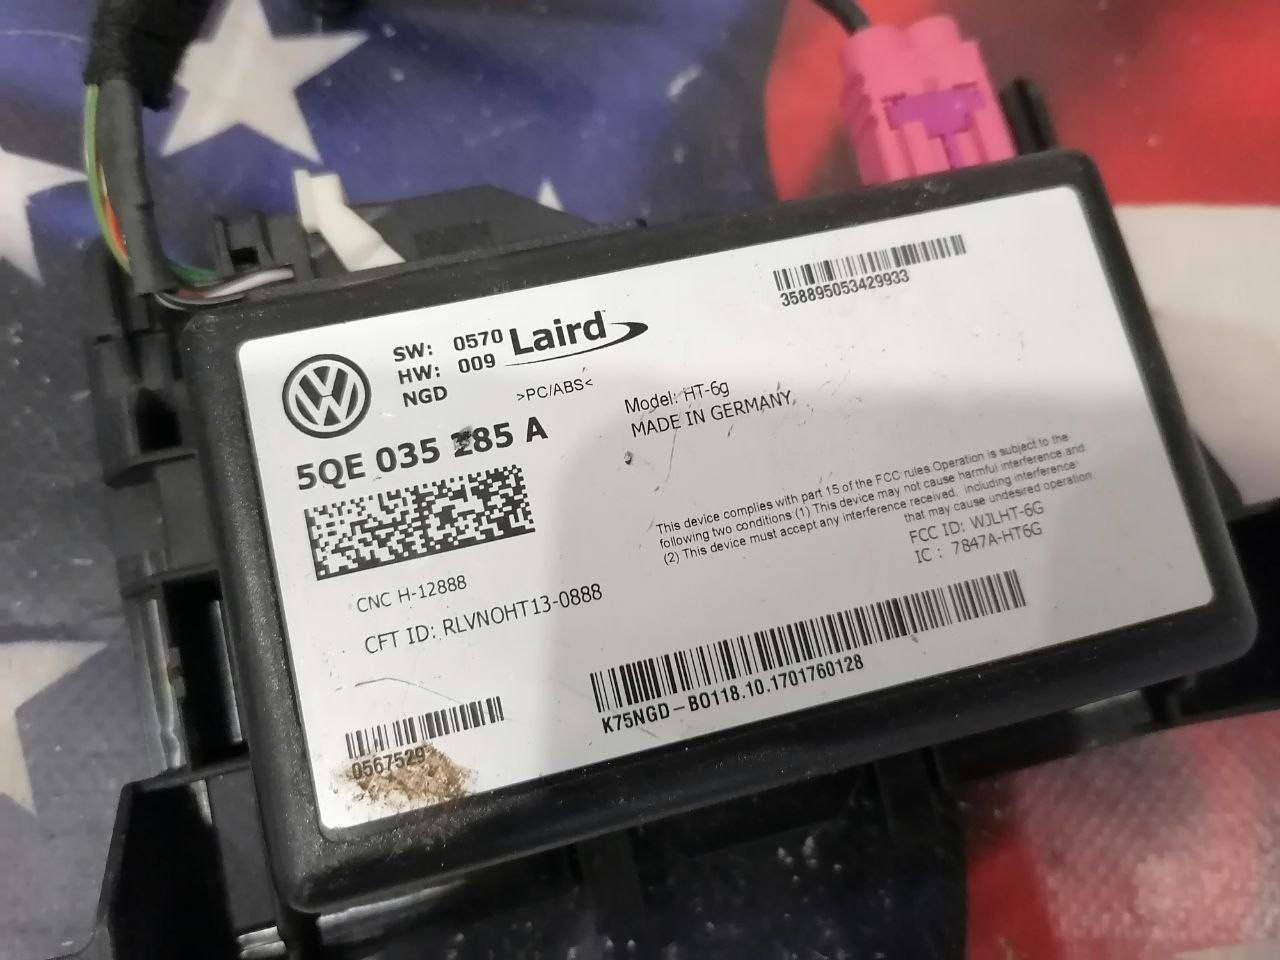 358895053429933
SW: 0570
HW: 009
NGD
Laird
>PC/ABS<
Model: HT-6g
MADE IN GERMANY
5QE 035 285 A
This device complies with part 15 of the FCC rules.Operation is subject to the
following two conditions (1) This device may not cause harmful interference and
(2) This device must accept any interference received, including interference
that may cause undesired operation.
FCC ID: WJLHT-6G
IC : 7847A-HT6G
CNC H-12888
CFT ID: RLVNOHT13-0888
K75NGD-B0118.10.1701760128
0567529